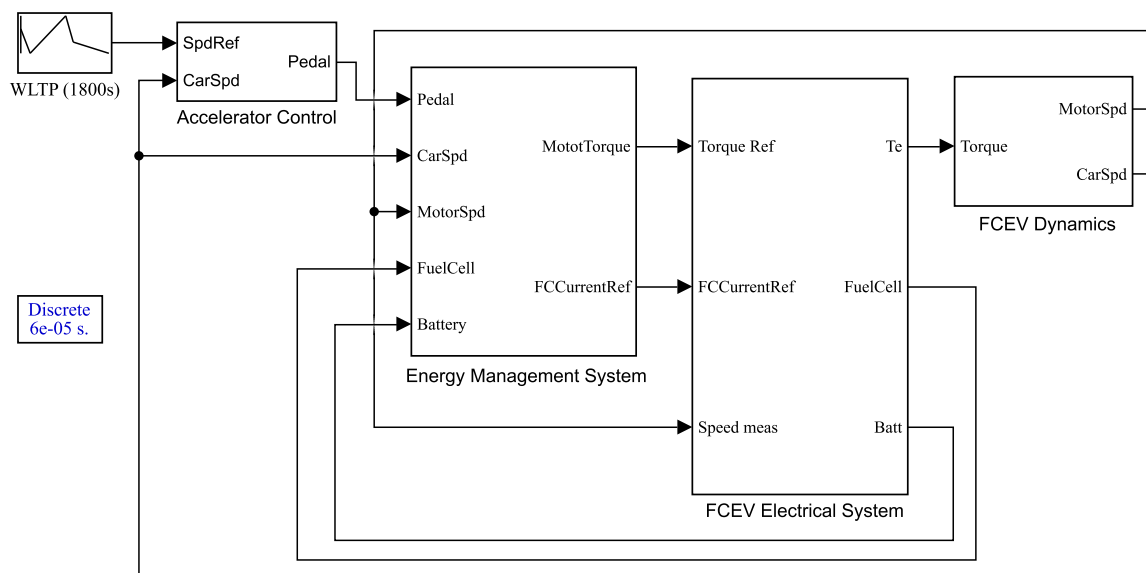 SpdRef
CarSpd
Pedal
WLTP (1800s)
Accelerator Control
Pedal
CarSpd
MotorSpd
FuelCell
Battery
MototTorque
FCCurrentRef
Energy Management System
Torque Ref
FCCurrentRef
Speed meas
Te
FuelCell
Batt
FCEV Electrical System
Torque
MotorSpd
CarSpd
FCEV Dynamics
Discrete
6e-05 s.